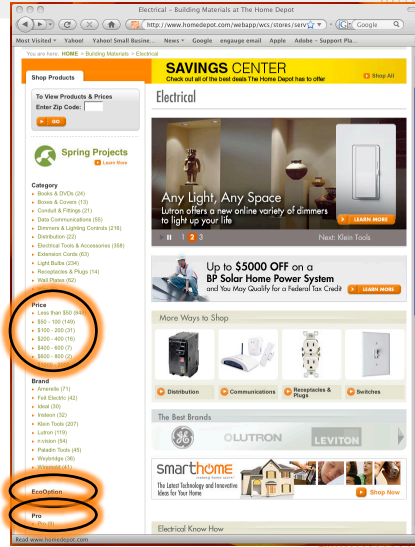 Electrical – Building Materials at The Home Depot
http://www.homedepot.com/webapp/wcs/stores/serv
Google
Most Visited Yahoo! Yahoo! Small Busine... News Google engauge email Apple Adobe - Support Pla...
You are here: HOME > Building Materials > Electrical
SAVINGS CENTER
Check out all of the best deals The Home Depot has to offer
Shop All
Shop Products
To View Products & Prices
Enter Zip Code:
GO
Electrical
Spring Projects
Learn More
Any Light, Any Space
Lutron offers a new online variety of dimmers
to light up your life
LEARN MORE
1 2 3
Next: Klein Tools
Category
Books & DVDs (24)
Boxes & Covers (13)
Conduit & Fittings (21)
Data Communications (55)
Dimmers & Lighting Controls (216)
Distribution (22)
Electrical Tools & Accessories (358)
Extension Cords (63)
Light Bulbs (234)
Receptacles & Plugs (14)
Wall Plates (62)
Up to $5000 OFF on a
BP Solar Home Power System
and You May Qualify for a Federal Tax Credit
LEARN MORE
Price
Less than $50
$50 - 100 (149)
$100 - 200 (31)
$200 - 400 (16)
$400 - 600 (7)
$600 - 800 (2)
More Ways to Shop
Distribution
Communications
Receptacles &
Plugs
Switches
Brand
Amerelle (71)
Feit Electric (42)
Ideal (30)
Insteon (32)
Klein Tools (207)
Lutron (119)
n:vision (54)
Paladin Tools (45)
Weybridge (36)
Wiremold (41)
The Best Brands
GE
LUTRON
LEVITON
EcoOption
Pro
smarthome
The Latest Technology and Innovative
Ideas for Your Home
Shop Now
Electrical Know How
Read www.homedepot.com